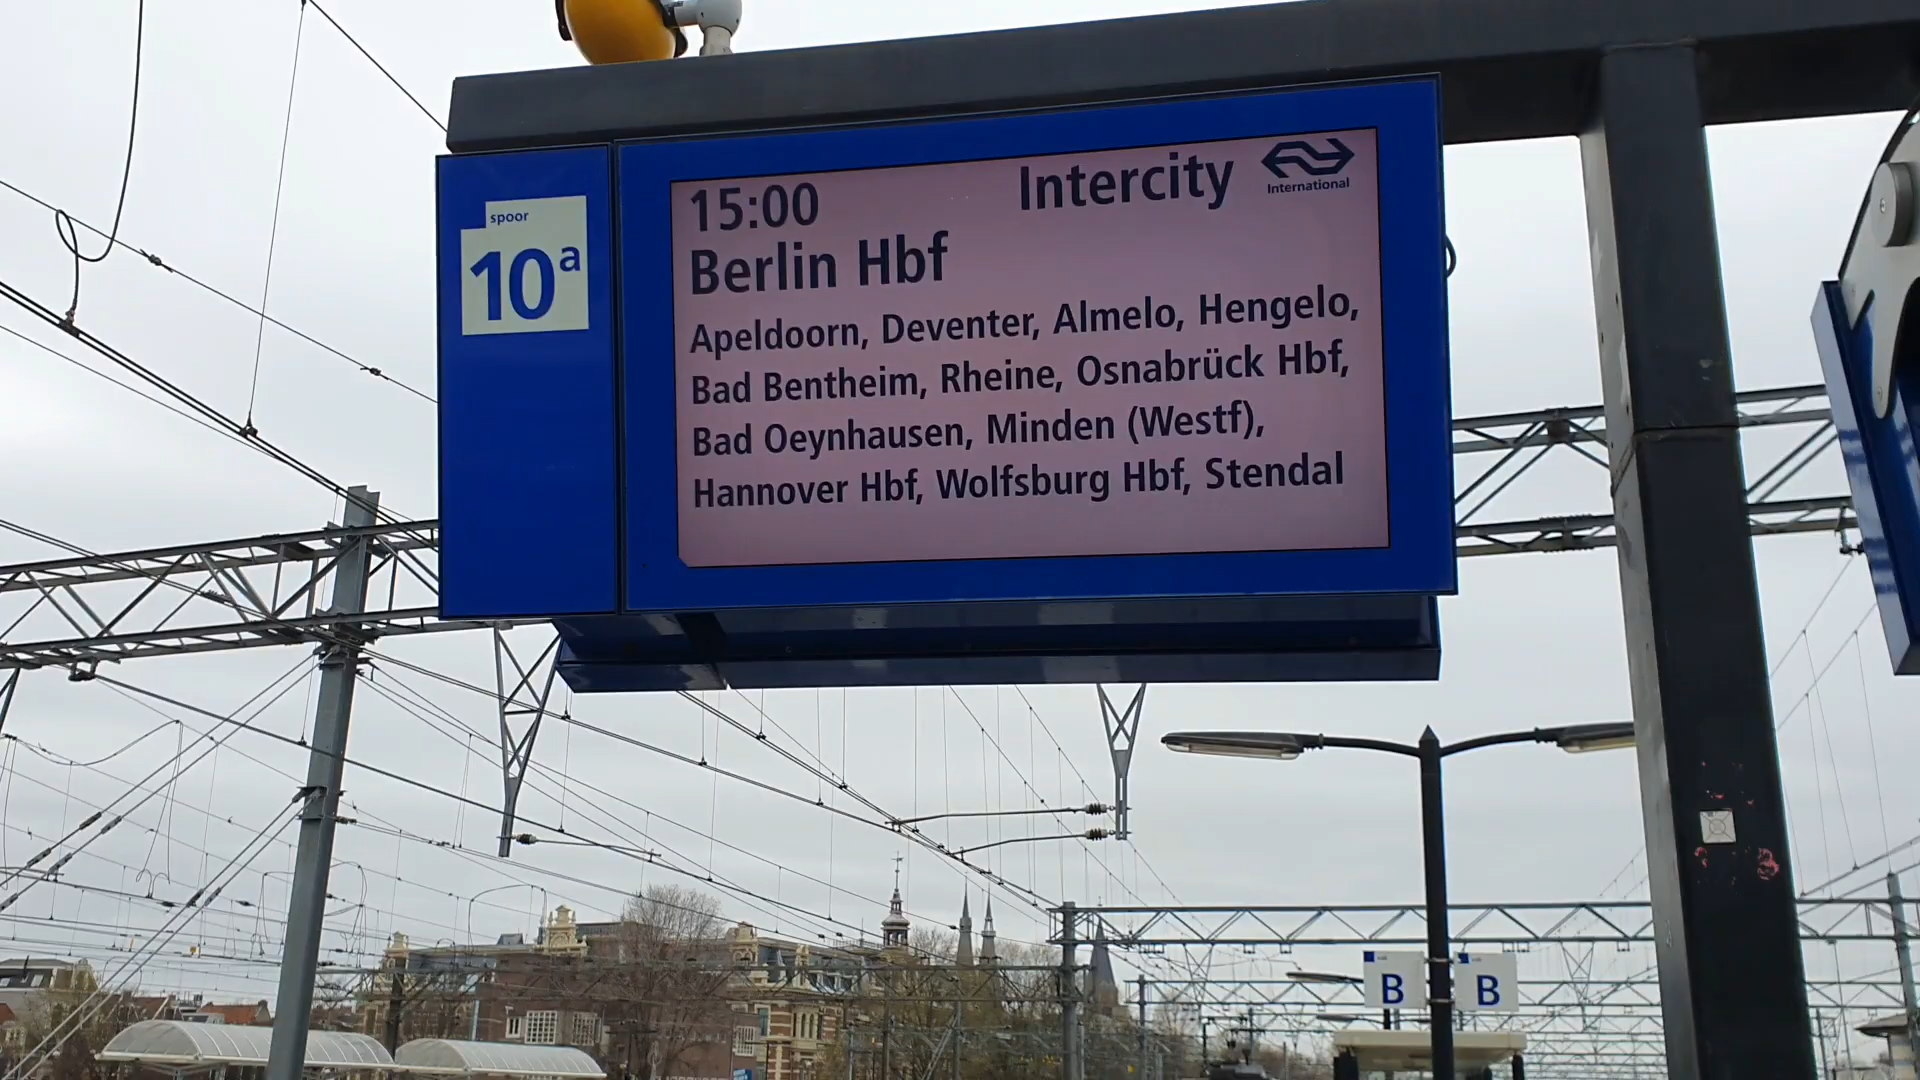 spoor
10a
15:00 Intercity
International
Berlin Hbf
Apeldoorn, Deventer, Almelo, Hengelo,
Bad Bentheim, Rheine, Osnabrück Hbf,
Bad Oeynhausen, Minden (Westf),
Hannover Hbf, Wolfsburg Hbf, Stendal
B
B